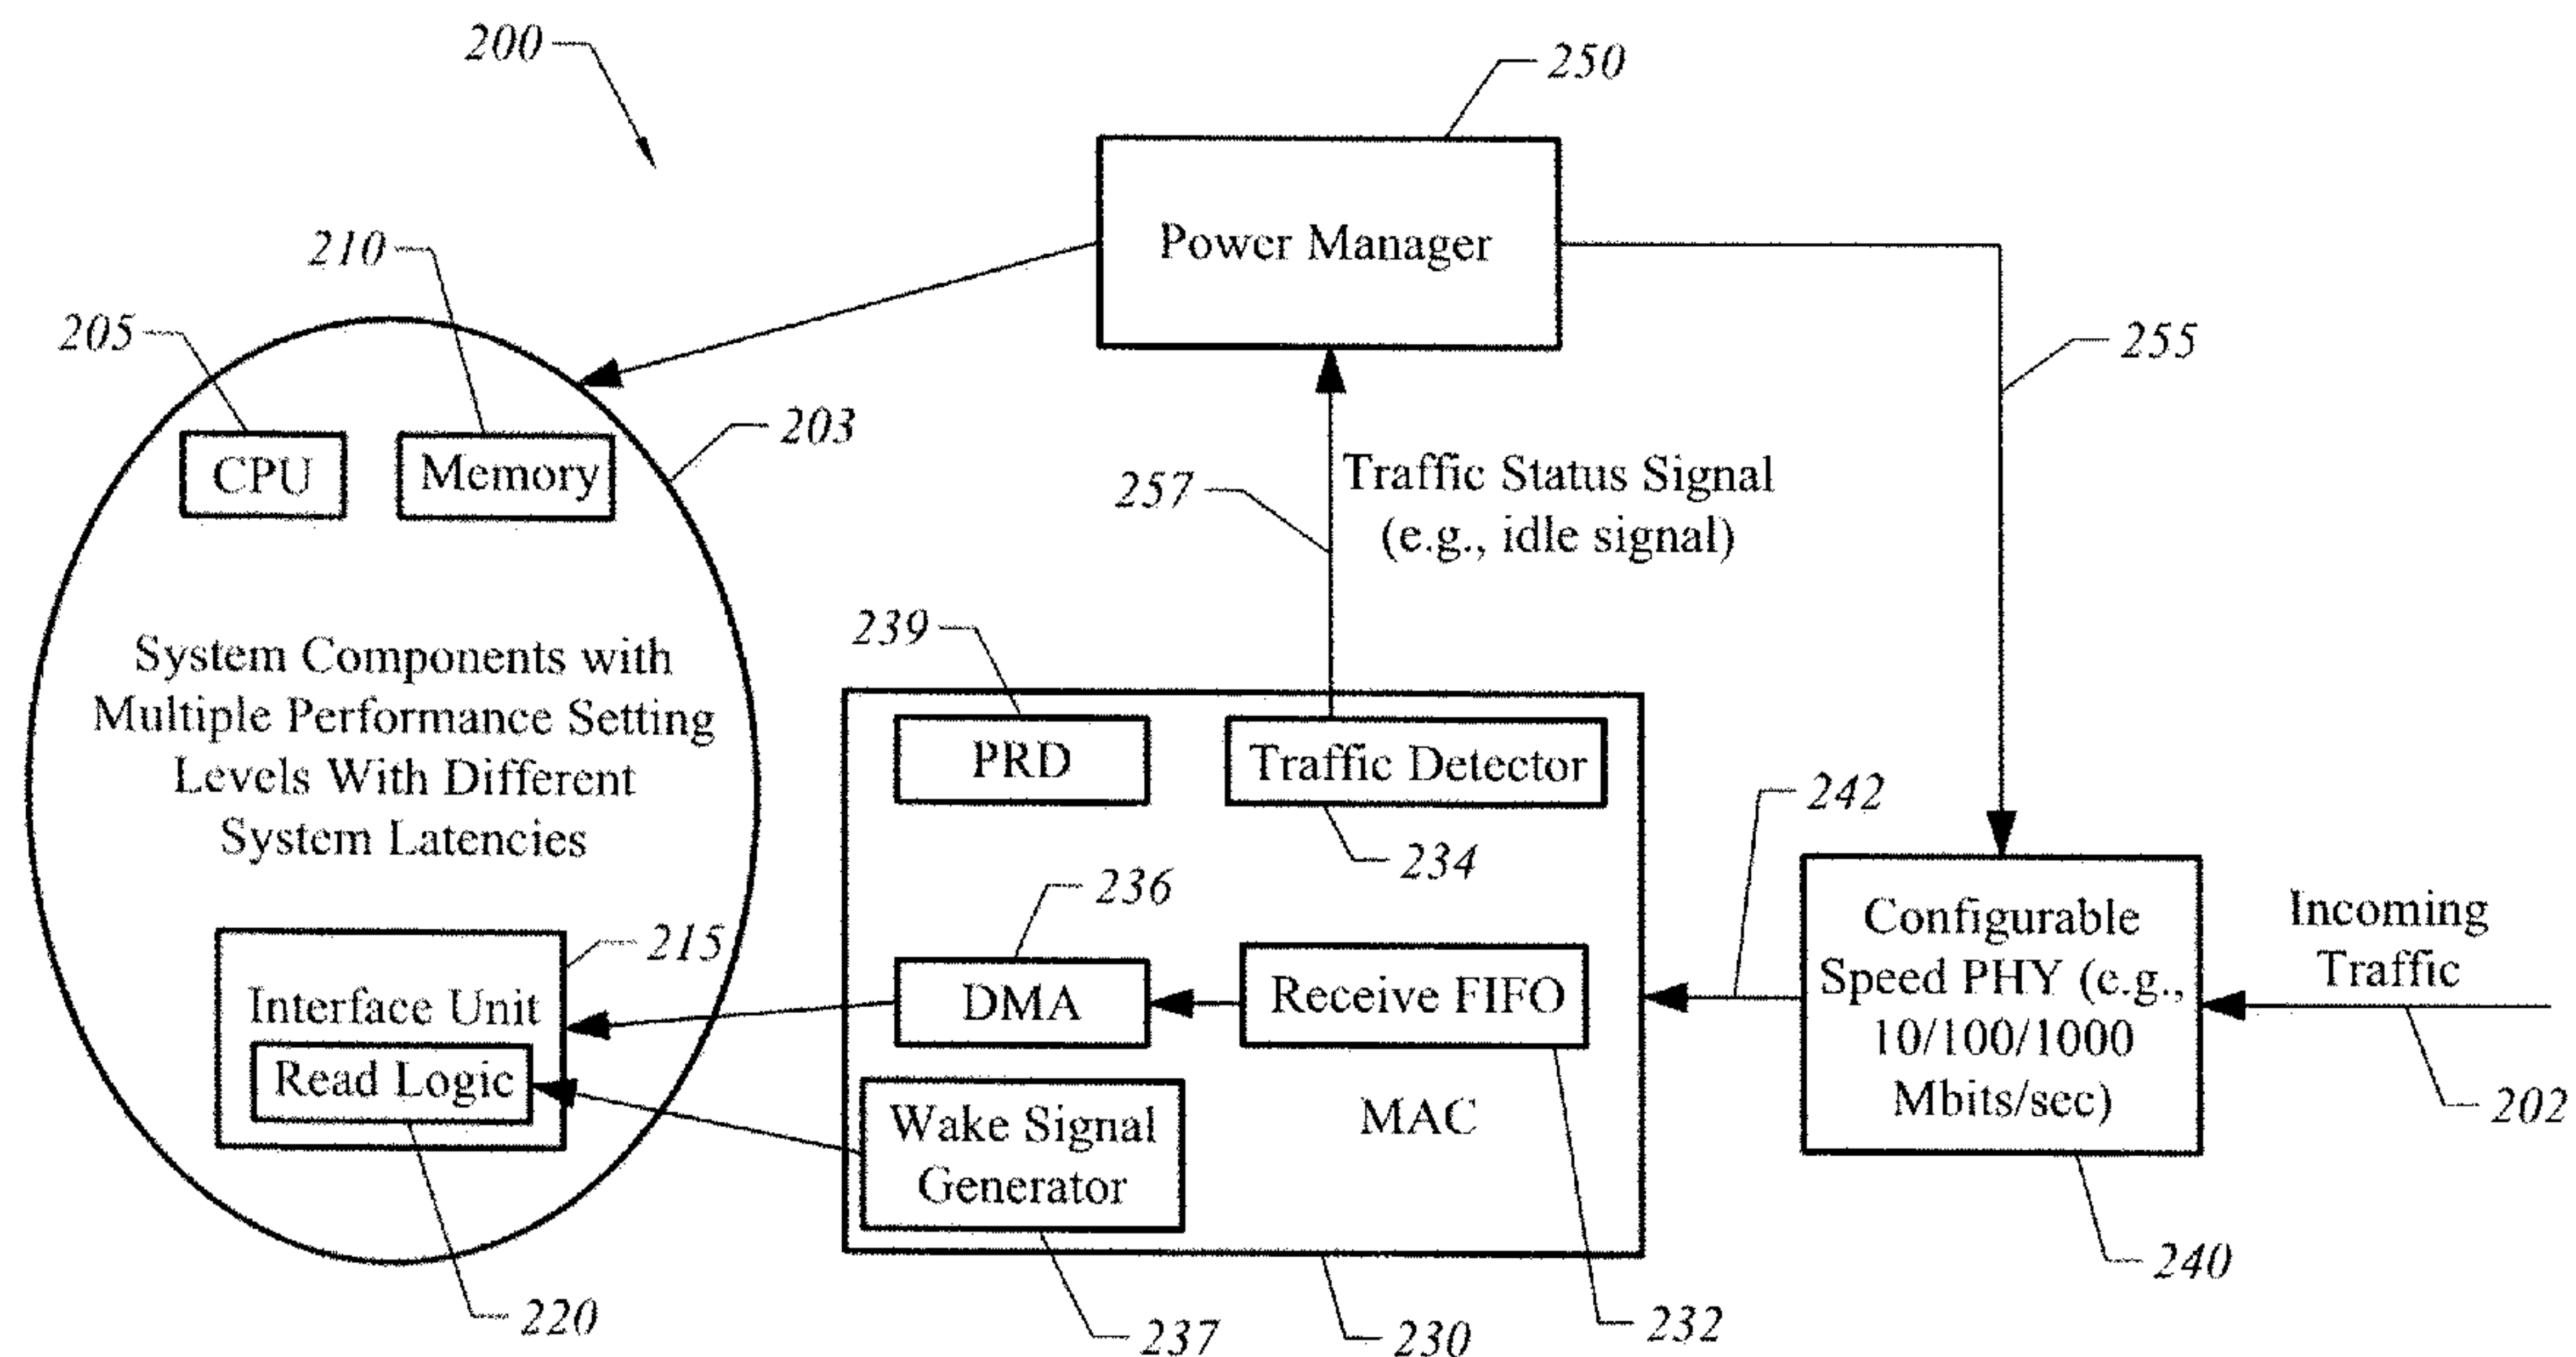 200
250
Power Manager
210
205
203
255
CPU
Memory
257
Traffic Status Signal
(e.g., idle signal)
System Components with
Multiple Performance Setting
Levels With Different
System Latencies
239
PRD
Traffic Detector
234
242
236
215
Interface Unit
Read Logic
220
DMA
Receive FIFO
Wake Signal
Generator
MAC
237
230
232
Configurable
Speed PHY (e.g.,
10/100/1000
Mbits/sec)
240
Incoming
Traffic
202